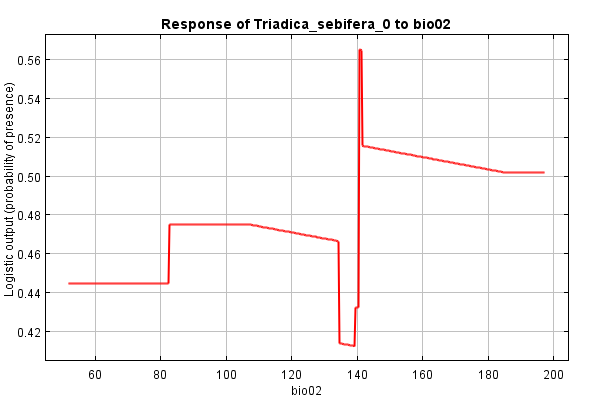 Response of Triadica_sebifera_0 to bio02
Logistic output (probability of presence)
0.56
0.54
0.52
0.50
0.48
0.46
0.44
0.42
60 80 100 120 140 160 180 200
bio02